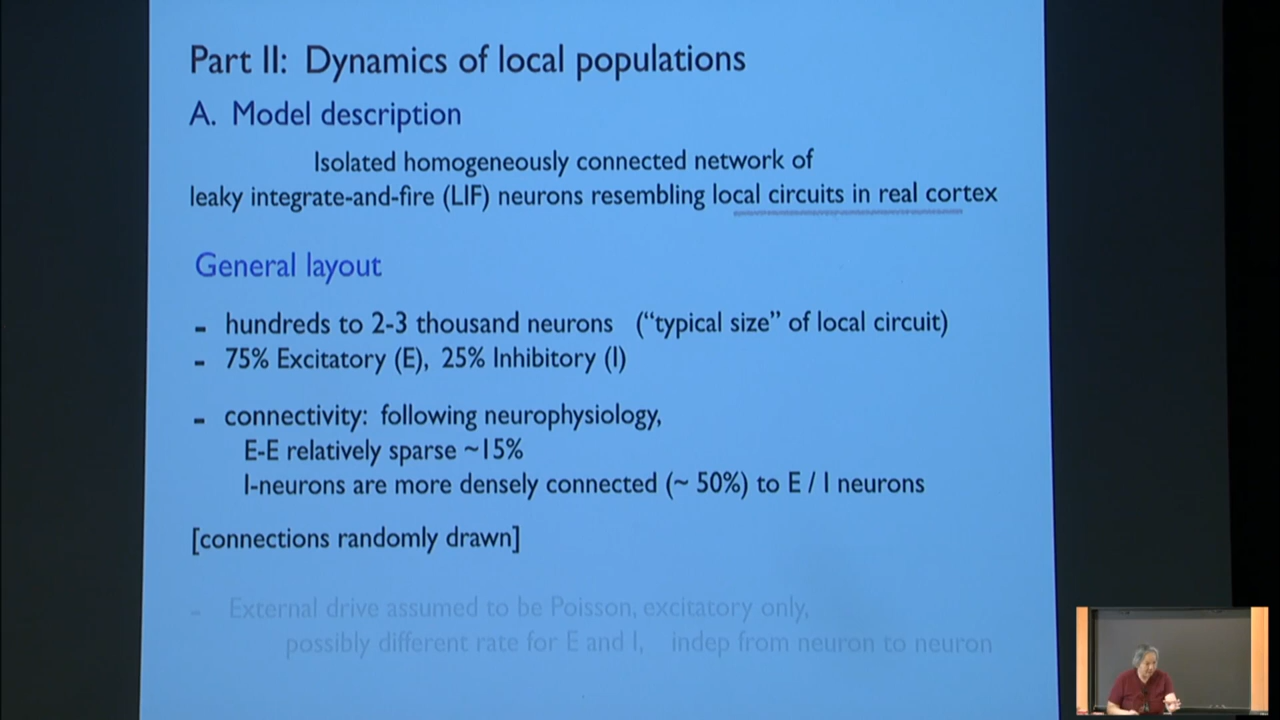 Part II: Dynamics of local populations
A. Model description
Isolated homogeneously connected network of
leaky integrate-and-fire (LIF) neurons resembling local circuits in real cortex
General layout
- hundreds to 2-3 thousand neurons ("typical size" of local circuit)
- 75% Excitatory (E), 25% Inhibitory (I)
- connectivity: following neurophysiology,
E-E relatively sparse ~15%
I-neurons are more densely connected (~ 50%) to E / I neurons
[connections randomly drawn]
- External drive assumed to be Poisson, excitatory only,
possibly different rate for E and I, indep from neuron to neuron